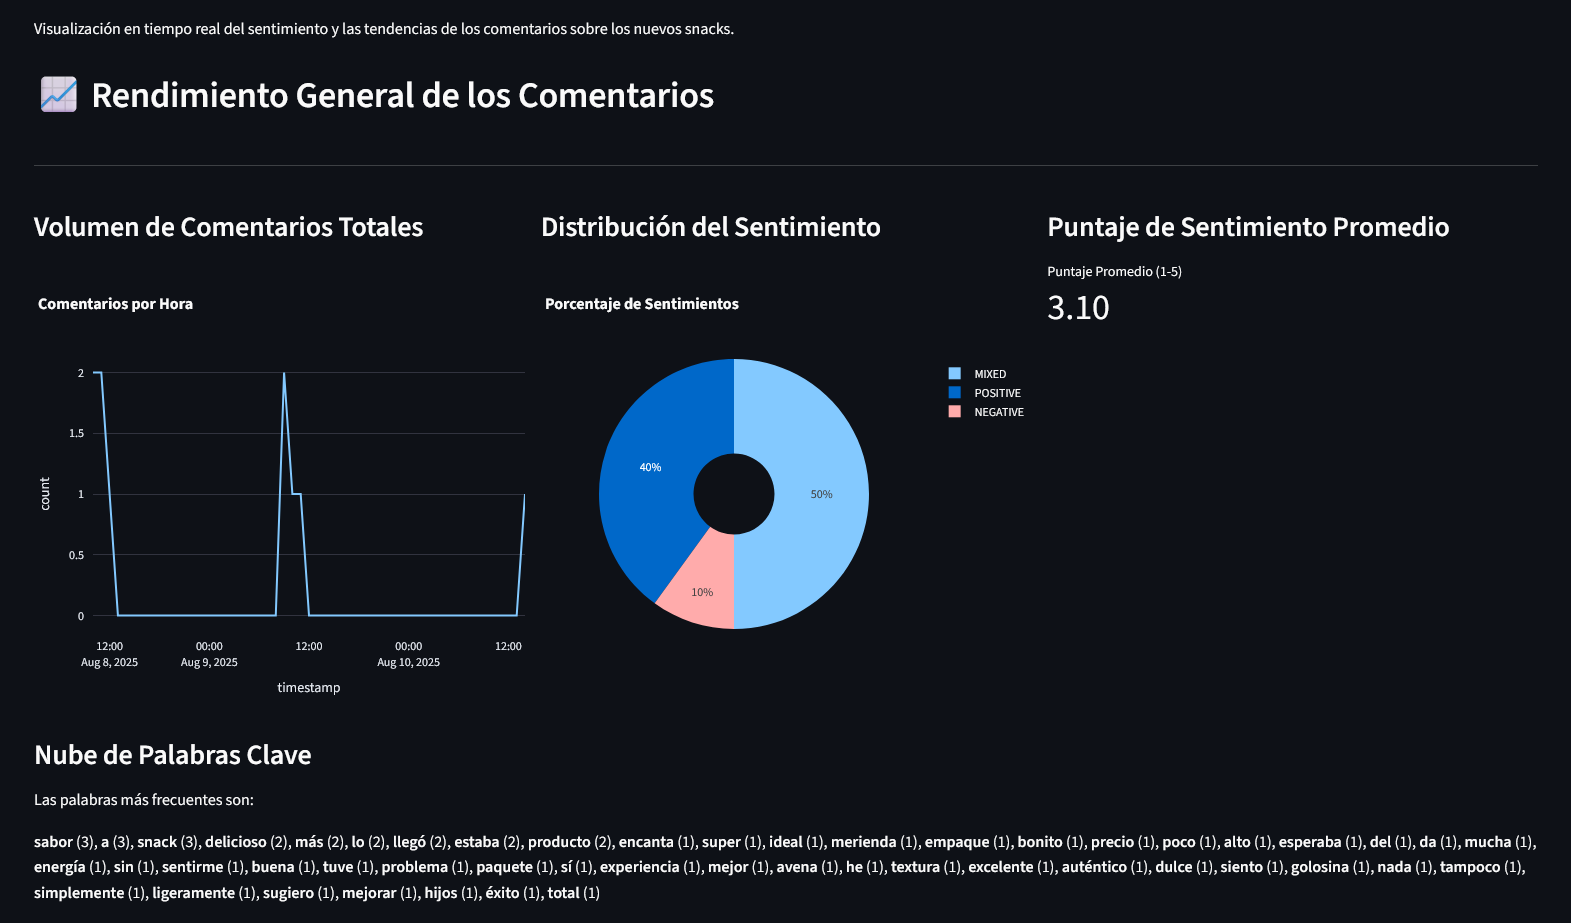 Visualización en tiempo real del sentimiento y las tendencias de los comentarios sobre los nuevos snacks.
Rendimiento General de los Comentarios
Volumen de Comentarios Totales
Comentarios por Hora
2
1.5
1
0.5
0
count
12:00
Aug 8, 2025
00:00
Aug 9, 2025
12:00
00:00
Aug 10, 2025
12:00
timestamp
Distribución del Sentimiento
Porcentaje de Sentimientos
40%
50%
10%
MIXED
POSITIVE
NEGATIVE
Puntaje de Sentimiento Promedio
Puntaje Promedio (1-5)
3.10
Nube de Palabras Clave
Las palabras más frecuentes son:
sabor (3), a (3), snack (3), delicioso (2), más (2), lo (2), llegó (2), estaba (2), producto (2), encanta (1), super (1), ideal (1), merienda (1), empaque (1), bonito (1), precio (1), poco (1), alto (1), esperaba (1), del (1), da (1), mucha (1),
energía (1), sin (1), sentirme (1), buena (1), tuve (1), problema (1), paquete (1), sí (1), experiencia (1), mejor (1), avena (1), he (1), textura (1), excelente (1), auténtico (1), dulce (1), siento (1), golosina (1), nada (1), tampoco (1),
simplemente (1), ligeramente (1), sugiero (1), mejorar (1), hijos (1), éxito (1), total (1)